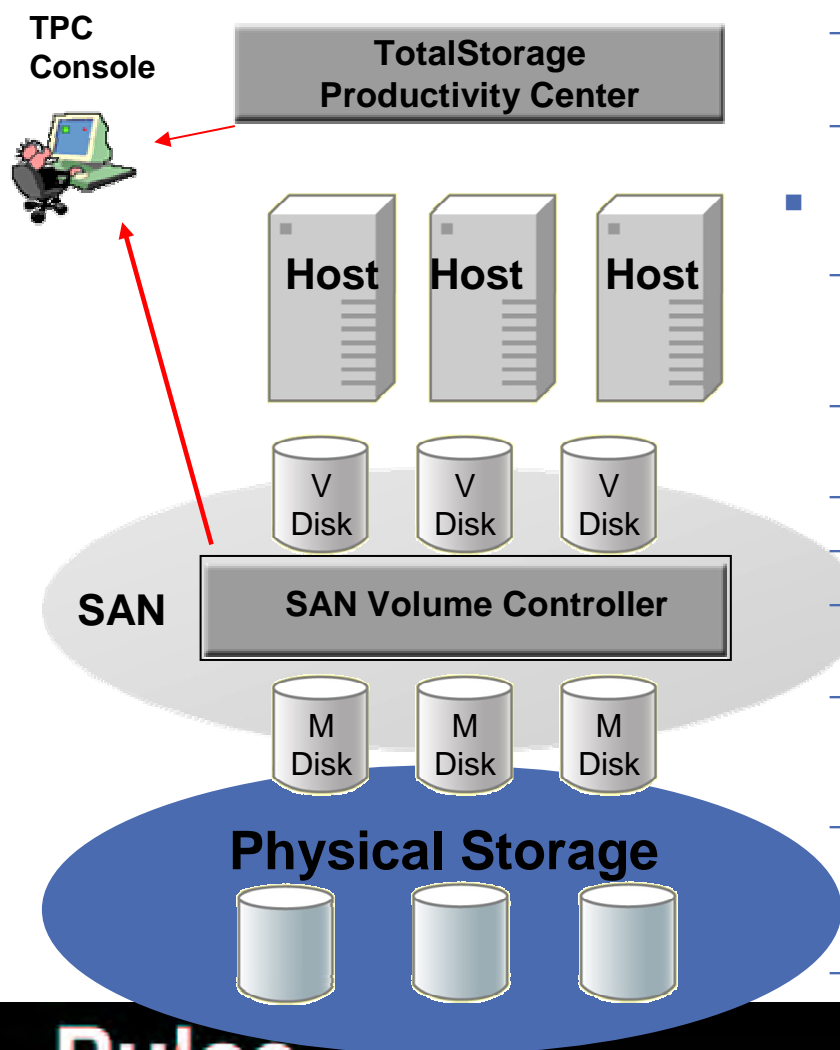 TPC
Console
TotalStorage
Productivity Center
Host Host Host
V V V
Disk Disk Disk
SAN
SAN Volume Controller
M M M
Disk Disk Disk
Physical Storage